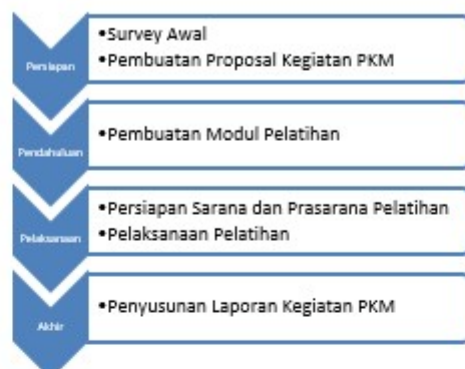 Persiapan
•Survey Awal
•Pembuatan Proposal Kegiatan PKM
Pendahuluan
•Pembuatan Modul Pelatihan
Pelaksanaan
•Persiapan Sarana dan Prasarana Pelatihan
•Pelaksanaan Pelatihan
Akhir
•Penyusunan Laporan Kegiatan PKM